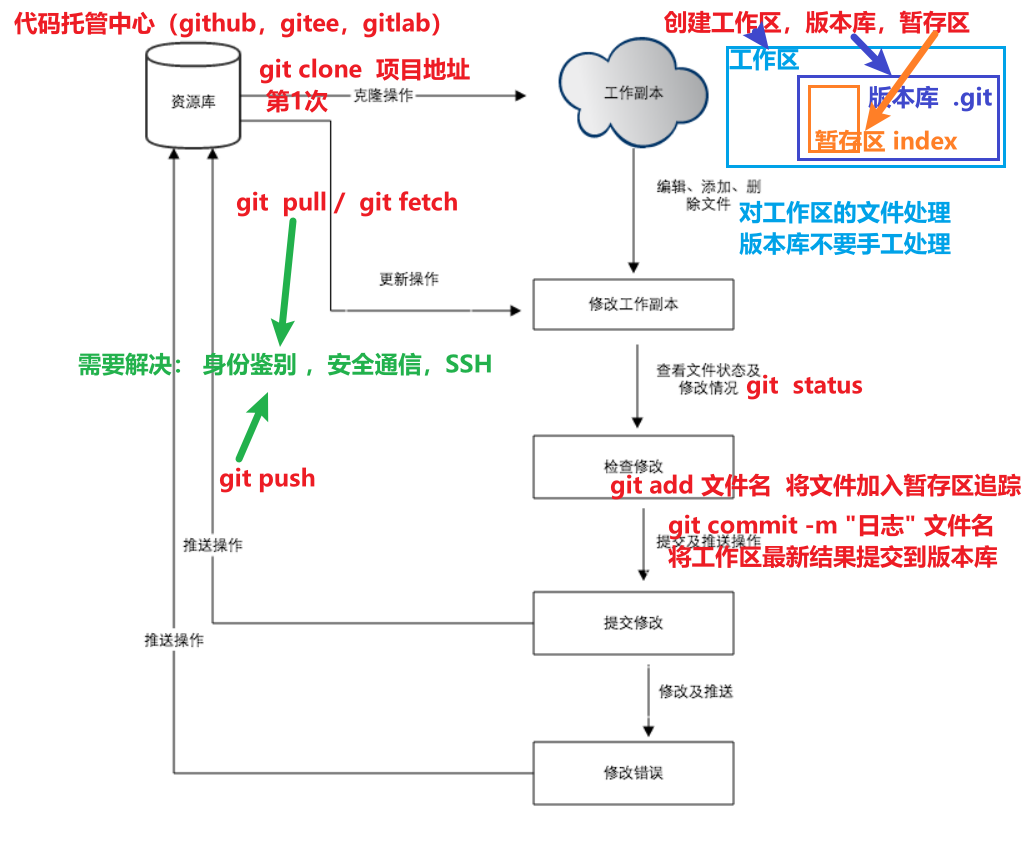 代码托管中心（github，gitee，gitlab）
创建工作区，版本库，暂存区
工作区
git clone 项目地址
第1次
克隆操作
资源库
工作副本
版本库 .git
暂存区 index
编辑、添加、删
除文件
git pull / git fetch
对工作区的文件处理
版本库不要手工处理
更新操作
修改工作副本
需要解决： 身份鉴别 ，安全通信，SSH
查看文件状态及
修改情况
git status
检查修改
git push
git add 文件名 将文件加入暂存区追踪
git commit -m "日志" 文件名
提交及推送操作
将工作区最新结果提交到版本库
推送操作
提交修改
推送操作
修改及推送
修改错误